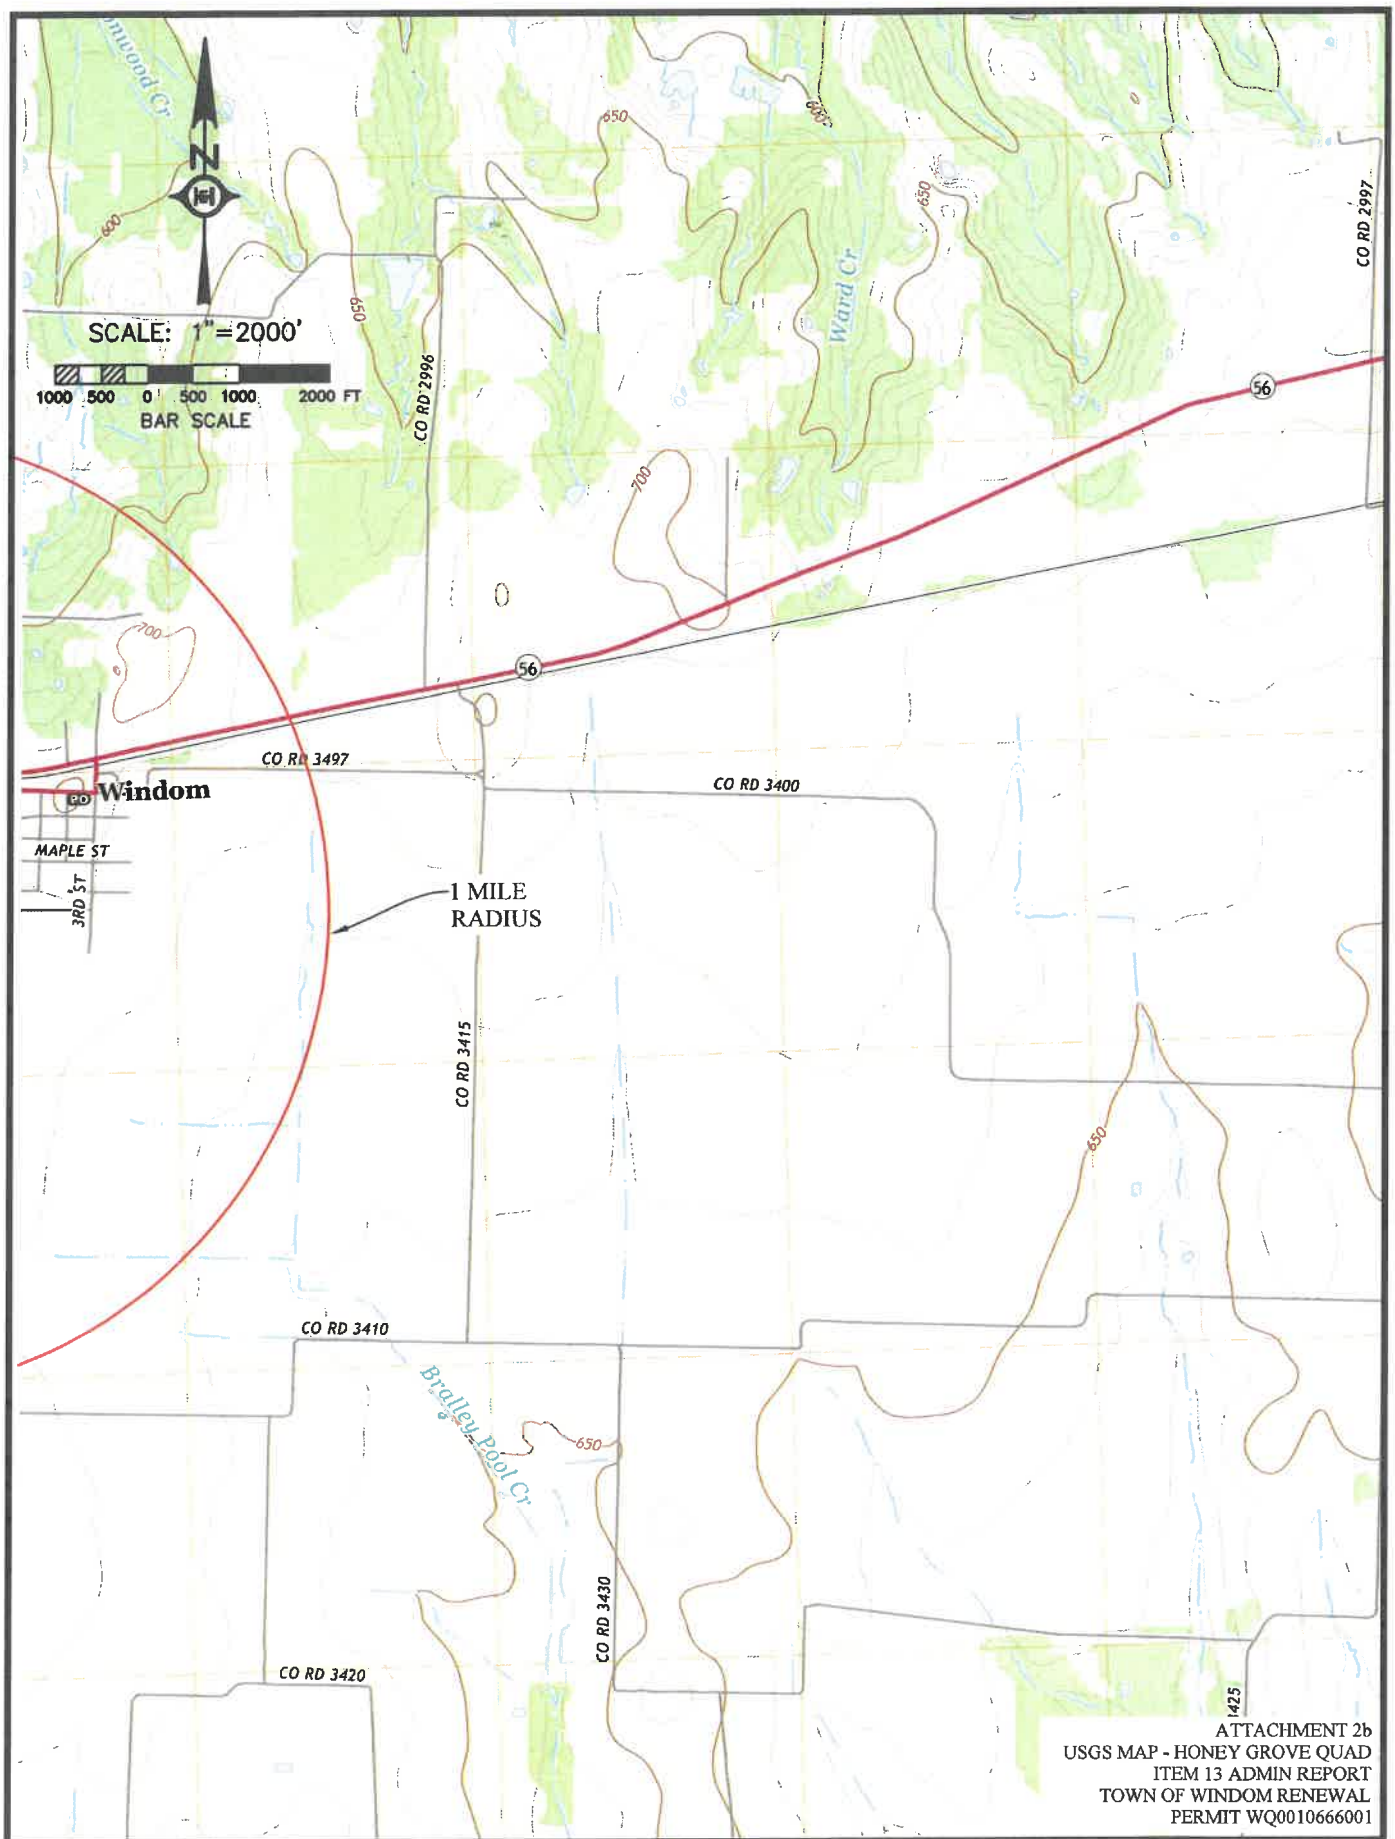 onwood Cr
N
SCALE: 1"=2000'
1000 500 0 500 1000 2000 FT
BAR SCALE
600
650
650
CO RD 2996
600
Ward Cr
650
CO RD 2997
56
700
700
56
CO RD 3497
CO RD 3400
PO
Windom
MAPLE ST
3RD ST
1 MILE
RADIUS
CO RD 3415
650
CO RD 3410
Bralley Pool Cr
650
CO RD 3430
CO RD 3420
ATTACHMENT 2b
USGS MAP - HONEY GROVE QUAD
ITEM 13 ADMIN REPORT
TOWN OF WINDOM RENEWAL
PERMIT WQ0010666001